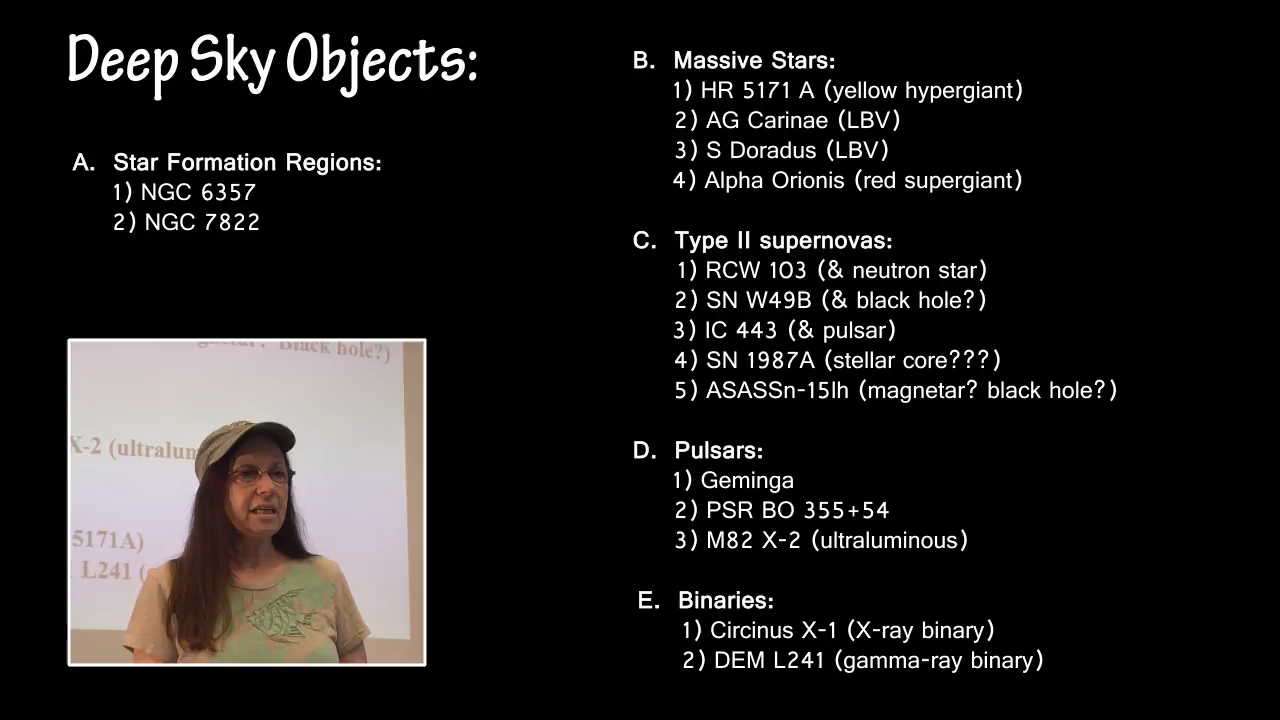 Deep Sky Objects:
A. Star Formation Regions:
1) NGC 6357
2) NGC 7822
B. Massive Stars:
1) HR 5171 A (yellow hypergiant)
2) AG Carinae (LBV)
3) S Doradus (LBV)
4) Alpha Orionis (red supergiant)
C. Type II supernovas:
1) RCW 103 (& neutron star)
2) SN W49B (& black hole?)
3) IC 443 (& pulsar)
4) SN 1987A (stellar core???)
5) ASASSn-15lh (magnetar? black hole?)
D. Pulsars:
1) Geminga
2) PSR BO 355+54
3) M82 X-2 (ultraluminous)
E. Binaries:
1) Circinus X-1 (X-ray binary)
2) DEM L241 (gamma-ray binary)
Black hole?)
X-2 (ultralum
5171A)
L241 (